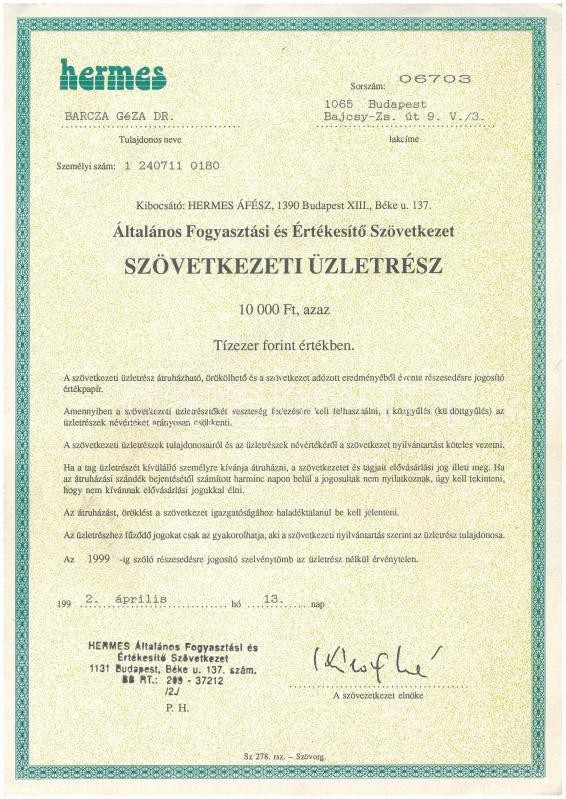 hermes
Sorszám: 06703
BARCZA GéZA DR.
1065 Budapest
Bajcsy-Zs. út 9. V./3.
Tulajdonos neve
lakcíme
Személyi szám: 1 240711 0180
Kibocsátó: HERMES ÁFÉSZ, 1390 Budapest XIII., Béke u. 137.
Általános Fogyasztási és Értékesítő Szövetkezet
SZÖVETKEZETI ÜZLETRÉSZ
10 000 Ft, azaz
Tízezer forint értékben.
A szövetkezeti üzletrész átruházható, örökölhető és a szövetkezet adózott eredményéből évente részesedésre jogosító
értékpapír.
Amennyiben a szövetkezeti üzletrésztőkét veszteség fedezésére kell felhasználni, a közgyűlés (küldöttgyűlés) az
üzletrészek névértékét arányosan csökkenti.
A szövetkezeti üzletrészek tulajdonosairól és az üzletrészek névértékéről a szövetkezet nyilvántartást köteles vezetni.
Ha a tag üzletrészét kívülálló személyre kívánja átruházni, a szövetkezetet és tagjait elővásárlási jog illeti meg. Ha
az átruházási szándék bejentésétől számított harminc napon belül a jogosultak nem nyilatkoznak, úgy kell tekinteni,
hogy nem kívánnak elővásárlási jogukkal élni.
Az átruházást, öröklést a szövetkezet igazgatóságához haladéktalanul be kell jelenteni.
Az üzletrészhez fűződő jogokat csak az gyakorolhatja, aki a szövetkezeti nyilvántartás szerint az üzletrész tulajdonosa.
Az 1999 -ig szóló részesedésre jogosító szelvénytömb az üzletrész nélkül érvénytelen.
199 2. április hó 13. nap
HERMES Általános Fogyasztási és
Értékesítő Szövetkezet
1131 Budapest, Béke u. 137. szám.
BB RT.: 209 - 37212
/2./
P. H.
A szövezetkezet elnöke
Sz 278. rsz. – Szövorg.